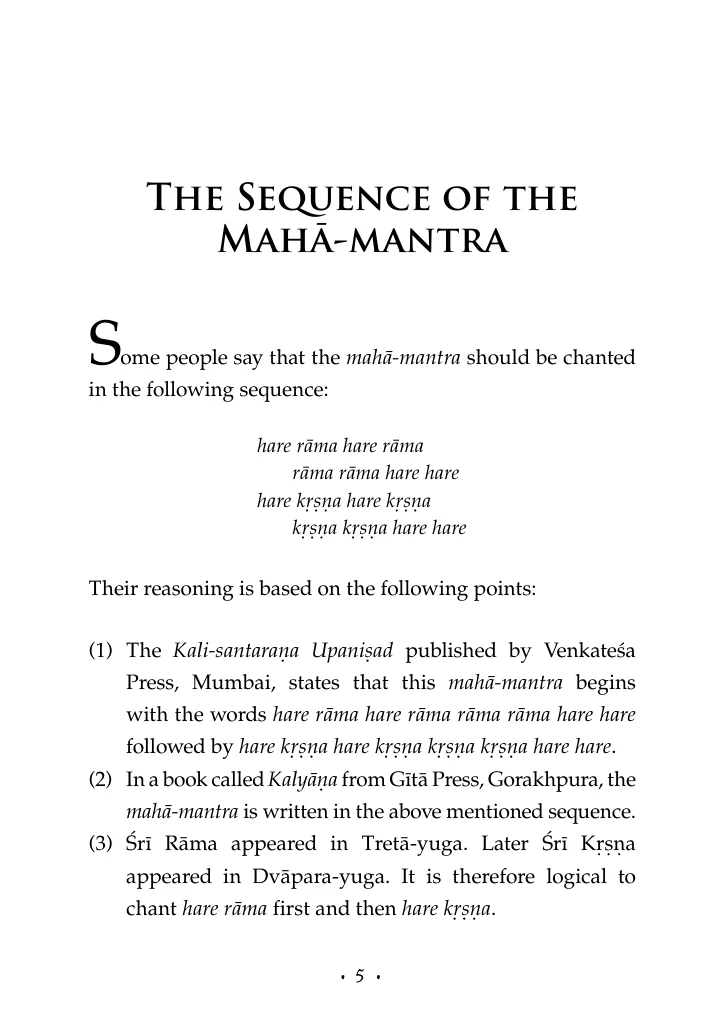 The Sequence of the
Mahā-mantra
Some people say that the mahā-mantra should be chanted
in the following sequence:
hare rāma hare rāma
rāma rāma hare hare
hare kṛṣṇa hare kṛṣṇa
kṛṣṇa kṛṣṇa hare hare
Their reasoning is based on the following points:
(1) The Kali-santaraṇa Upaniṣad published by Venkateśa
Press, Mumbai, states that this mahā-mantra begins
with the words hare rāma hare rāma rāma rāma hare hare
followed by hare kṛṣṇa hare kṛṣṇa kṛṣṇa kṛṣṇa hare hare.
(2) In a book called Kalyāṇa from Gītā Press, Gorakhpura, the
mahā-mantra is written in the above mentioned sequence.
(3) Śrī Rāma appeared in Tretā-yuga. Later Śrī Kṛṣṇa
appeared in Dvāpara-yuga. It is therefore logical to
chant hare rāma first and then hare kṛṣṇa.
• 5 •